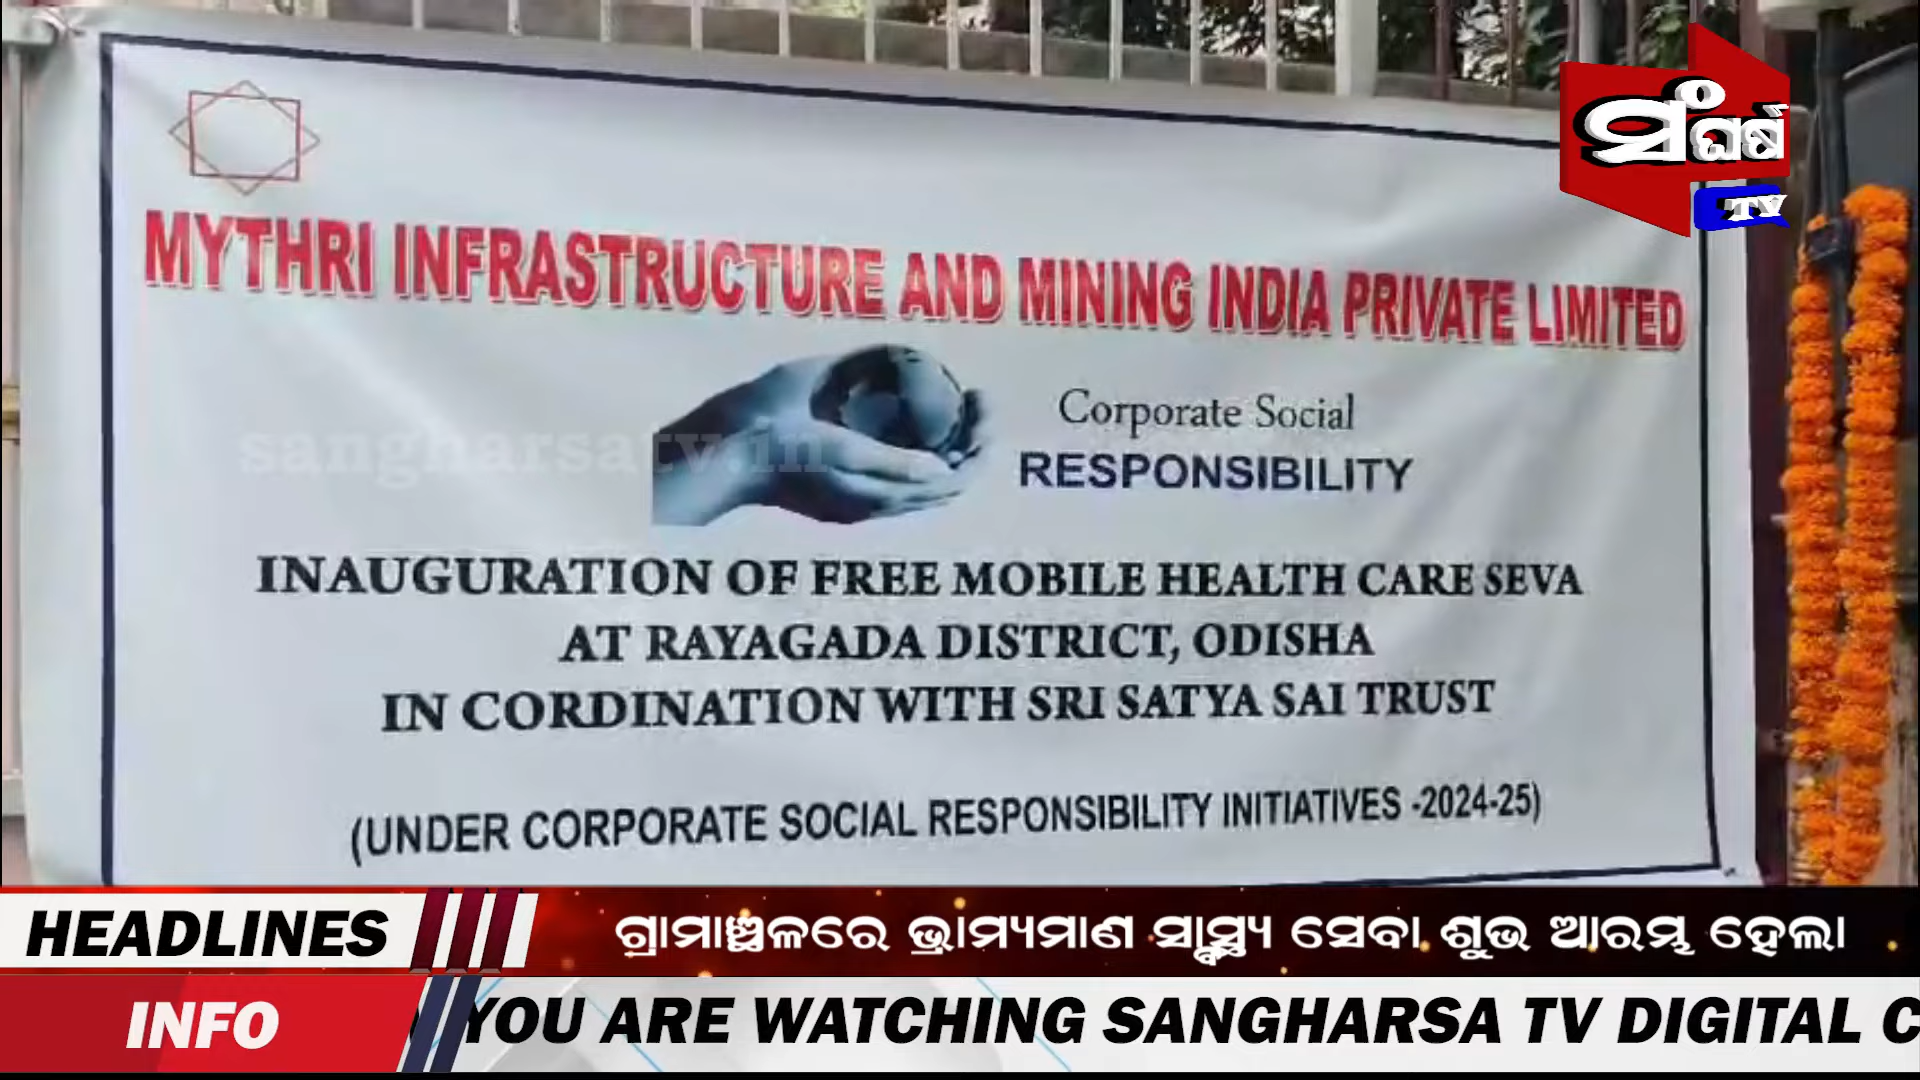 ସଂଘର୍ଷ
TV
MYTHRI INFRASTRUCTURE AND MINING INDIA PRIVATE LIMITED
Corporate Social
RESPONSIBILITY
sangharsatv.in
INAUGURATION OF FREE MOBILE HEALTH CARE SEVA
AT RAYAGADA DISTRICT, ODISHA
IN CORDINATION WITH SRI SATYA SAI TRUST
(UNDER CORPORATE SOCIAL RESPONSIBILITY INITIATIVES -2024-25)
HEADLINES
ଗ୍ରାମାଞ୍ଚଳରେ ଭ୍ରାମ୍ୟମାଣ ସ୍ୱାସ୍ଥ୍ୟ ସେବା ଶୁଭ ଆରମ୍ଭ ହେଲା
INFO
YOU ARE WATCHING SANGHARSA TV DIGITAL C